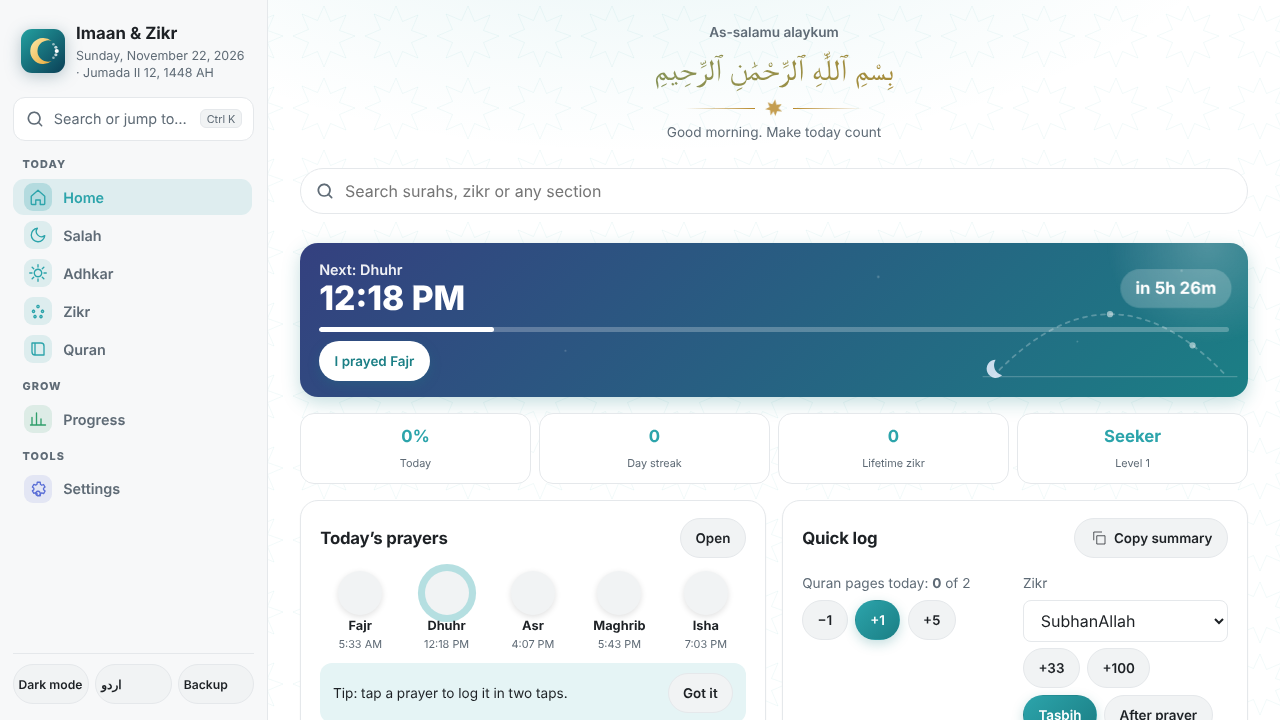 Imaan & Zikr
Sunday, November 22, 2026
· Jumada II 12, 1448 AH
Search or jump to...
Ctrl K
TODAY
Home
Salah
Adhkar
Zikr
Quran
GROW
Progress
TOOLS
Settings
Dark mode
اردو
Backup
As-salamu alaykum
بِسْمِ ٱللَّهِ ٱلرَّحْمَٰنِ ٱلرَّحِيمِ
Good morning. Make today count
Search surahs, zikr or any section
Next: Dhuhr
12:18 PM
in 5h 26m
I prayed Fajr
0%
Today
0
Day streak
0
Lifetime zikr
Seeker
Level 1
Today’s prayers
Open
Fajr
5:33 AM
Dhuhr
12:18 PM
Asr
4:07 PM
Maghrib
5:43 PM
Isha
7:03 PM
Tip: tap a prayer to log it in two taps.
Got it
Quick log
Copy summary
Quran pages today: 0 of 2
−1
+1
+5
Zikr
SubhanAllah
+33
+100
Tasbih
After prayer